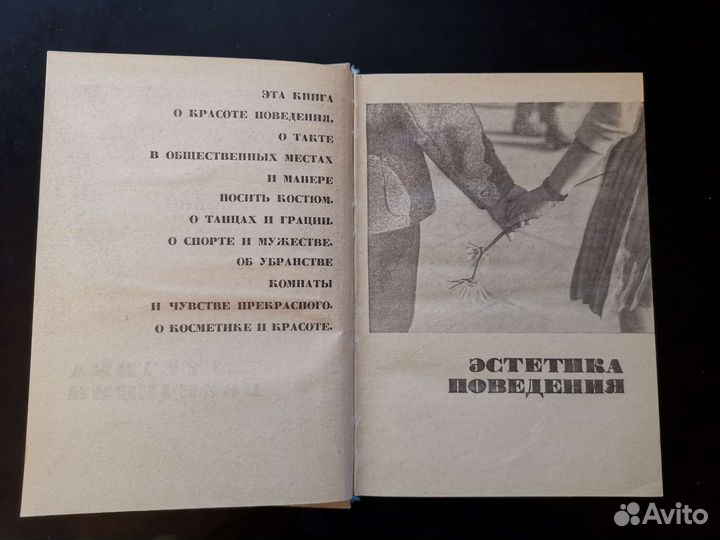 ЭТА КНИГА
О КРАСОТЕ ПОВЕДЕНИЯ,
О ТАКТЕ
В ОБЩЕСТВЕННЫХ МЕСТАХ
И МАНЕРЕ
НОСИТЬ КОСТЮМ.
О ТАНЦАХ И ГРАЦИИ.
О СПОРТЕ И МУЖЕСТВЕ.
ОБ УБРАНСТВЕ
КОМНАТЫ
И ЧУВСТВЕ ПРЕКРАСНОГО.
О КОСМЕТИКЕ И КРАСОТЕ.
ЭСТЕТИКА
ПОВЕДЕНИЯ
Avito